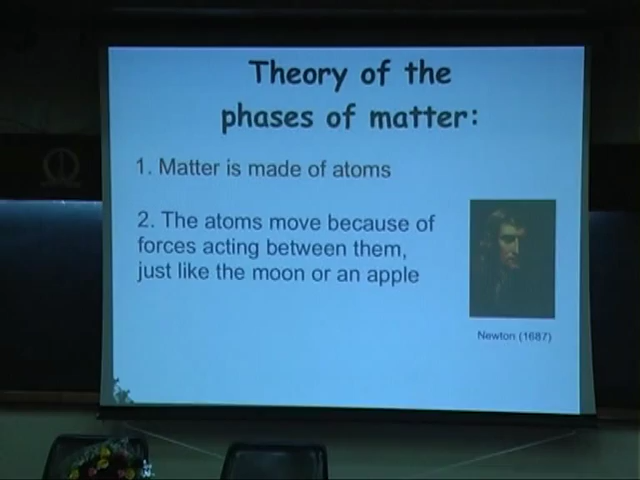 Theory of the
phases of matter:
1. Matter is made of atoms
2. The atoms move because of
forces acting between them,
just like the moon or an apple
Newton (1687)